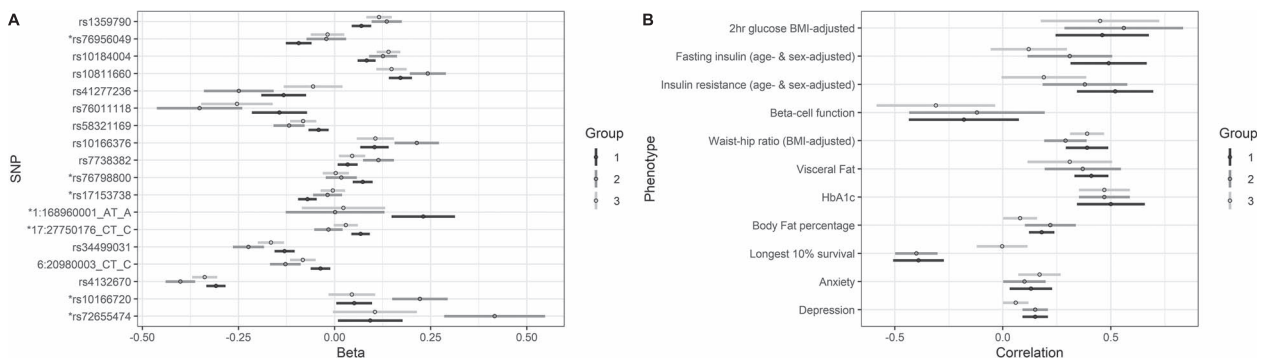 A
SNP
rs1359790
*rs76956049
rs10184004
rs10811660
rs41277236
rs76011118
rs58321169
rs10166376
rs7738382
*rs76798800
*rs17153738
*1:168960001_AT_A
*17:27750176_CT_C
rs34499031
6:20980003_CT_C
rs4132670
*rs10166720
*rs72655474
-0.50 -0.25 0.00 0.25 0.50
Beta
Group
1
2
3
B
Phenotype
2hr glucose BMI-adjusted
Fasting insulin (age- & sex-adjusted)
Insulin resistance (age- & sex-adjusted)
Beta-cell function
Waist-hip ratio (BMI-adjusted)
Visceral Fat
HbA1c
Body Fat percentage
Longest 10% survival
Anxiety
Depression
-0.5 0.0 0.5
Correlation
Group
1
2
3